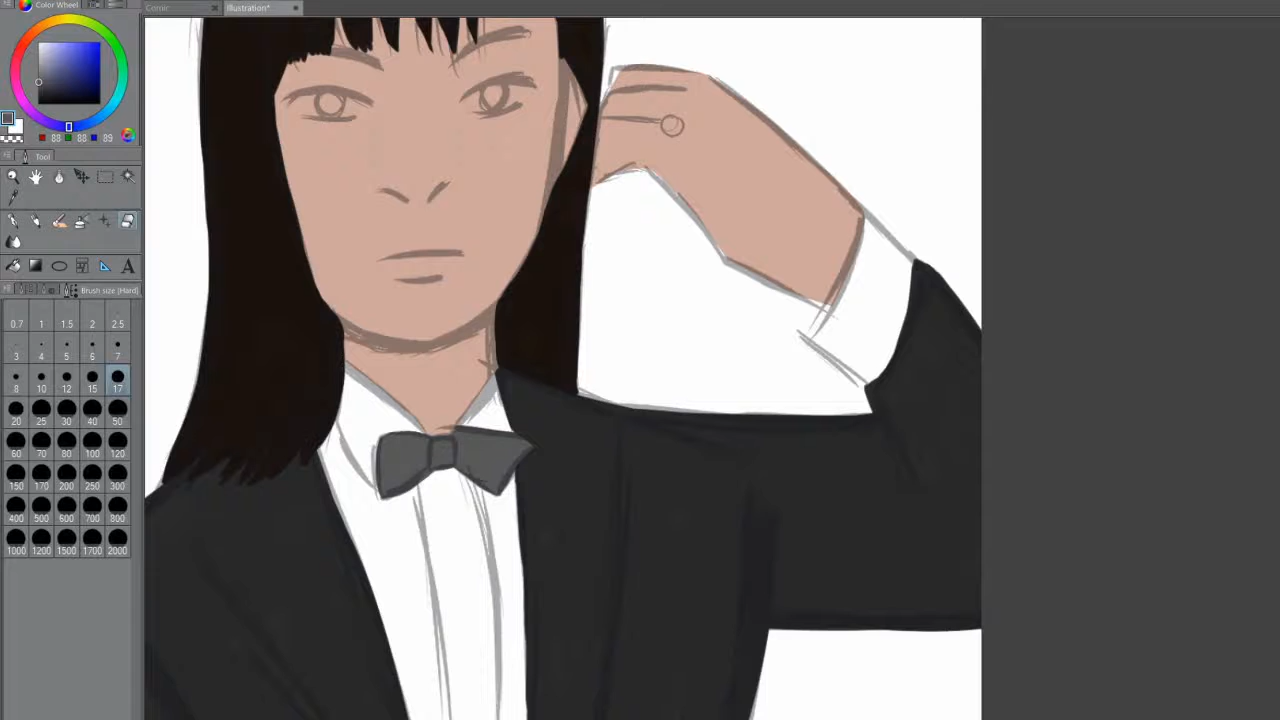 Color Wheel
Comic
Illustration*
88 88 89
Tool
Brush size [Hard]
0.7 1 1.5 2 2.5
3 4 5 6 7
8 10 12 15 17
20 25 30 40 50
60 70 80 100 120
150 170 200 250 300
400 500 600 700 800
1000 1200 1500 1700 2000